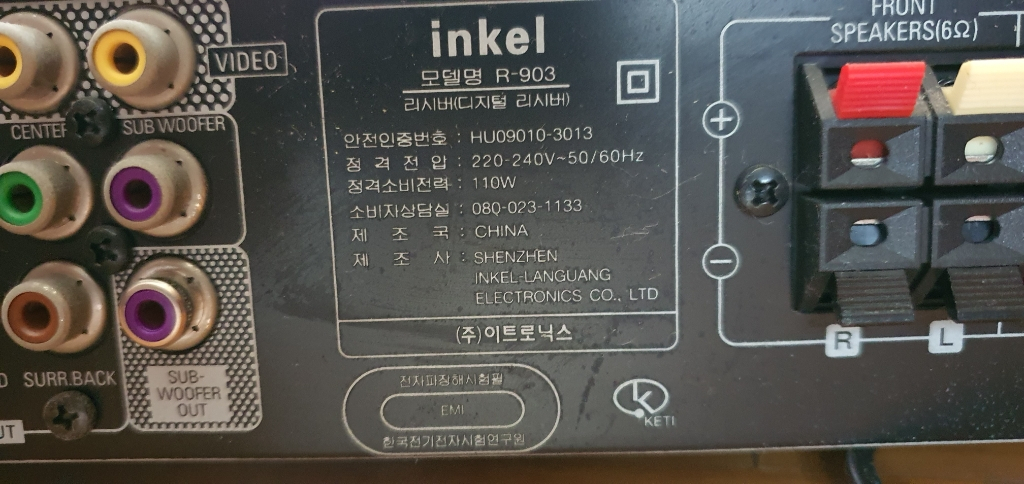 VIDEO
CENTER
SUB WOOFER
SURR.BACK
SUB-
WOOFER
OUT
inkel
모델명 R-903
리시버(디지털 리시버)
안전인증번호 : HU09010-3013
정 격 전 압 : 220-240V~50/60Hz
정격소비전력 : 110W
소비자상담실 : 080-023-1133
제 조 국 : CHINA
제 조 사 : SHENZHEN
INKEL-LANGUANG
ELECTRONICS CO., LTD
(주)이트로닉스
전자파장해시험필
EMI
한국전기전자시험연구원
KETI
FRONT
SPEAKERS(6Ω)
+
−
R
L